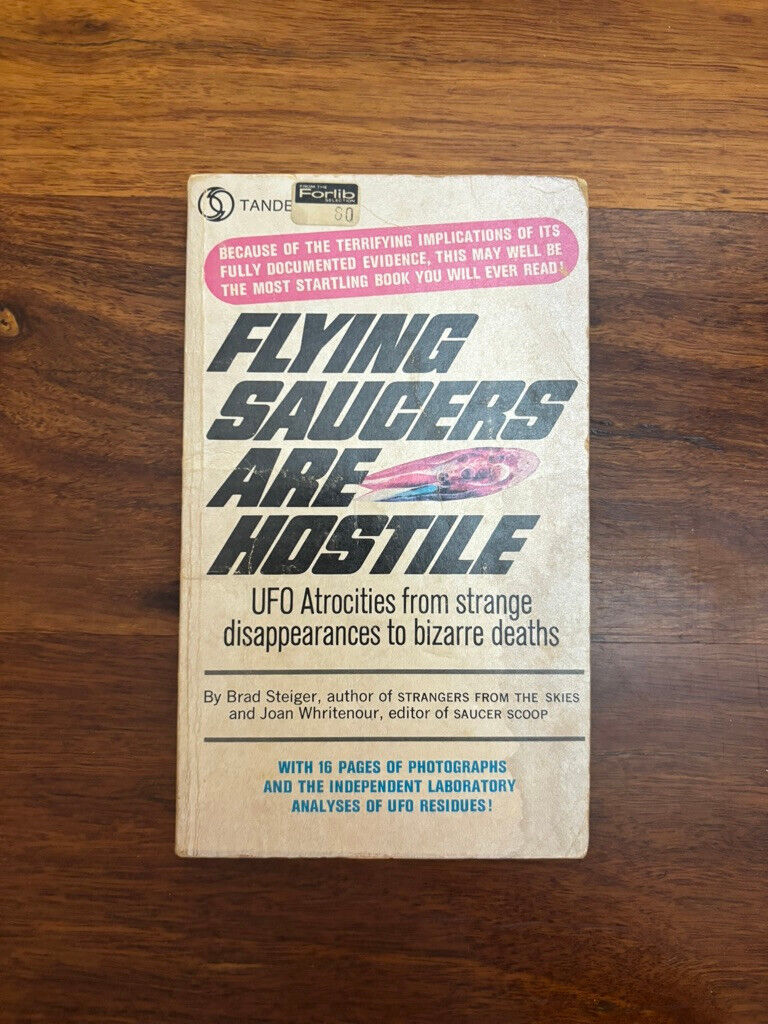 TANDE
FROM THE
Forlib
SELECTION
80
BECAUSE OF THE TERRIFYING IMPLICATIONS OF ITS
FULLY DOCUMENTED EVIDENCE, THIS MAY WELL BE
THE MOST STARTLING BOOK YOU WILL EVER READ!
FLYING
SAUCERS
ARE
HOSTILE
UFO Atrocities from strange
disappearances to bizarre deaths
By Brad Steiger, author of STRANGERS FROM THE SKIES
and Joan Whritenour, editor of SAUCER SCOOP
WITH 16 PAGES OF PHOTOGRAPHS
AND THE INDEPENDENT LABORATORY
ANALYSES OF UFO RESIDUES!